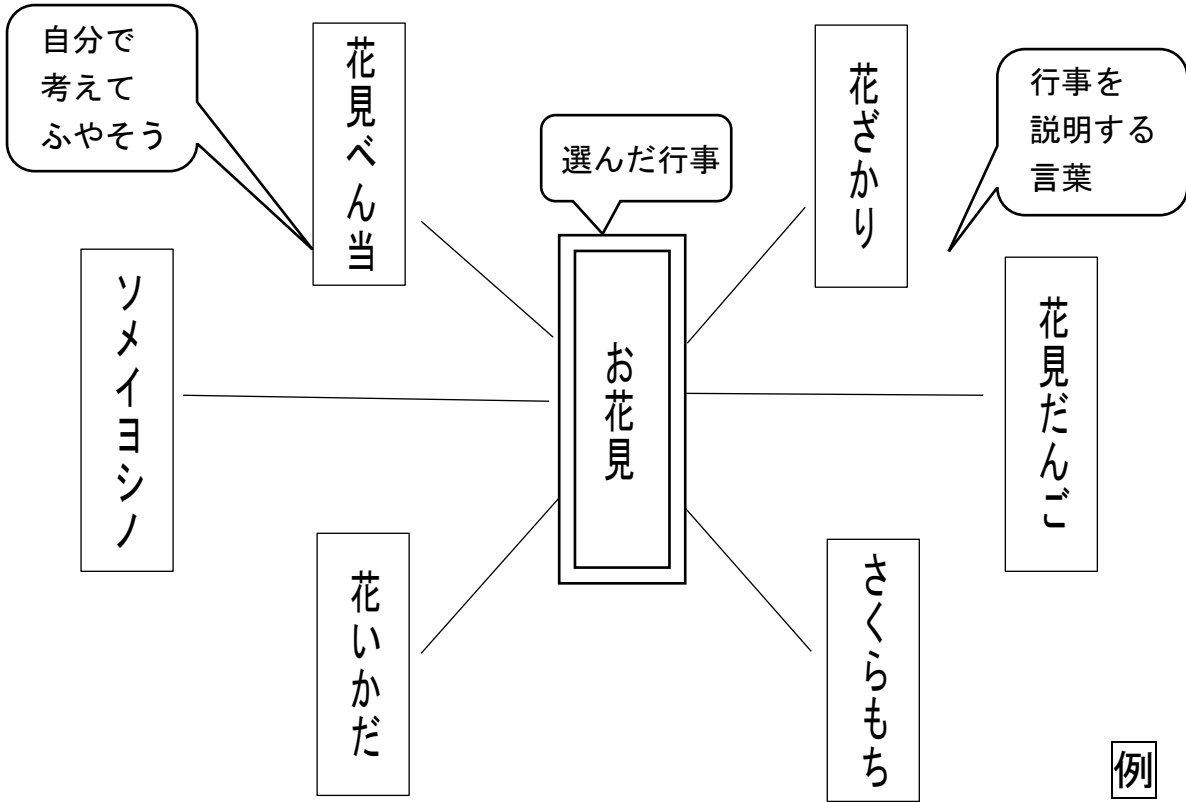 自分で
考えて
ふやそう
花見べん当
選んだ行事
花ざかり
行事を
説明する
言葉
ソメイヨシノ
お花見
花見だんご
花いかだ
さくらもち
例